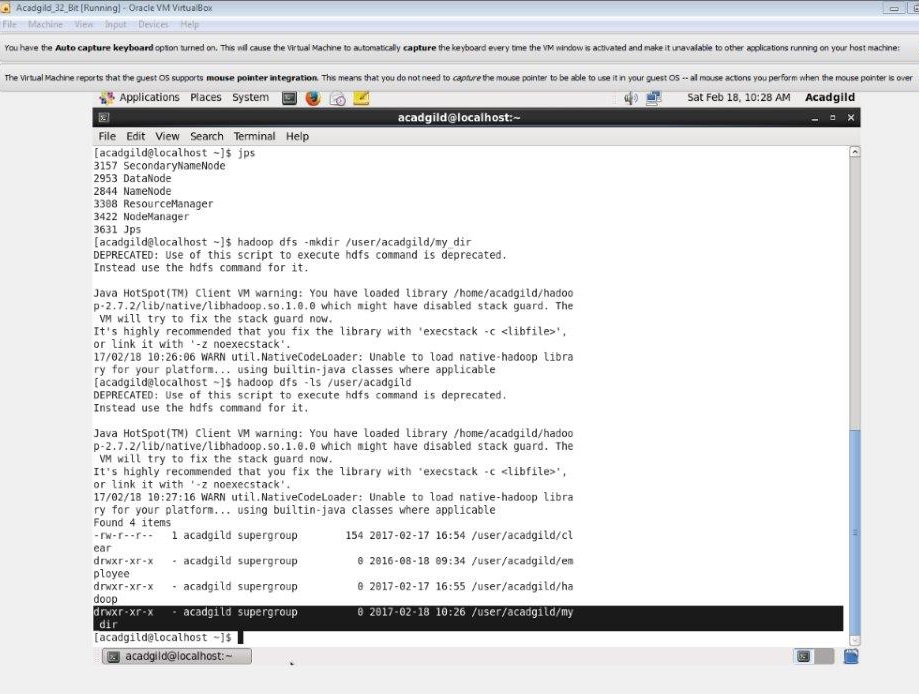 Acadgild_32_Bit [Running] - Oracle VM VirtualBox
File Machine View Input Devices Help
You have the Auto capture keyboard option turned on. This will cause the Virtual Machine to automatically capture the keyboard every time the VM window is activated and make it unavailable to other applications running on your host machine:
The Virtual Machine reports that the guest OS supports mouse pointer integration. This means that you do not need to capture the mouse pointer to be able to use it in your guest OS -- all mouse actions you perform when the mouse pointer is over
Applications Places System Sat Feb 18, 10:28 AM Acadgild
acadgild@localhost:~
File Edit View Search Terminal Help
[acadgild@localhost ~]$ jps
3157 SecondaryNameNode
2953 DataNode
2844 NameNode
3308 ResourceManager
3422 NodeManager
3631 Jps
[acadgild@localhost ~]$ hadoop dfs -mkdir /user/acadgild/my_dir
DEPRECATED: Use of this script to execute hdfs command is deprecated.
Instead use the hdfs command for it.
Java HotSpot(TM) Client VM warning: You have loaded library /home/acadgild/hadoo
p-2.7.2/lib/native/libhadoop.so.1.0.0 which might have disabled stack guard. The
VM will try to fix the stack guard now.
It's highly recommended that you fix the library with 'execstack -c <libfile>',
or link it with '-z noexecstack'.
17/02/18 10:26:06 WARN util.NativeCodeLoader: Unable to load native-hadoop libra
ry for your platform... using builtin-java classes where applicable
[acadgild@localhost ~]$ hadoop dfs -ls /user/acadgild
DEPRECATED: Use of this script to execute hdfs command is deprecated.
Instead use the hdfs command for it.
Java HotSpot(TM) Client VM warning: You have loaded library /home/acadgild/hadoo
p-2.7.2/lib/native/libhadoop.so.1.0.0 which might have disabled stack guard. The
VM will try to fix the stack guard now.
It's highly recommended that you fix the library with 'execstack -c <libfile>',
or link it with '-z noexecstack'.
17/02/18 10:27:16 WARN util.NativeCodeLoader: Unable to load native-hadoop libra
ry for your platform... using builtin-java classes where applicable
Found 4 items
-rw-r--r-- 1 acadgild supergroup 154 2017-02-17 16:54 /user/acadgild/cl
ear
drwxr-xr-x - acadgild supergroup 0 2016-08-18 09:34 /user/acadgild/em
ployee
drwxr-xr-x - acadgild supergroup 0 2017-02-17 16:55 /user/acadgild/ha
doop
drwxr-xr-x - acadgild supergroup 0 2017-02-18 10:26 /user/acadgild/my
_dir
[acadgild@localhost ~]$
acadgild@localhost:~